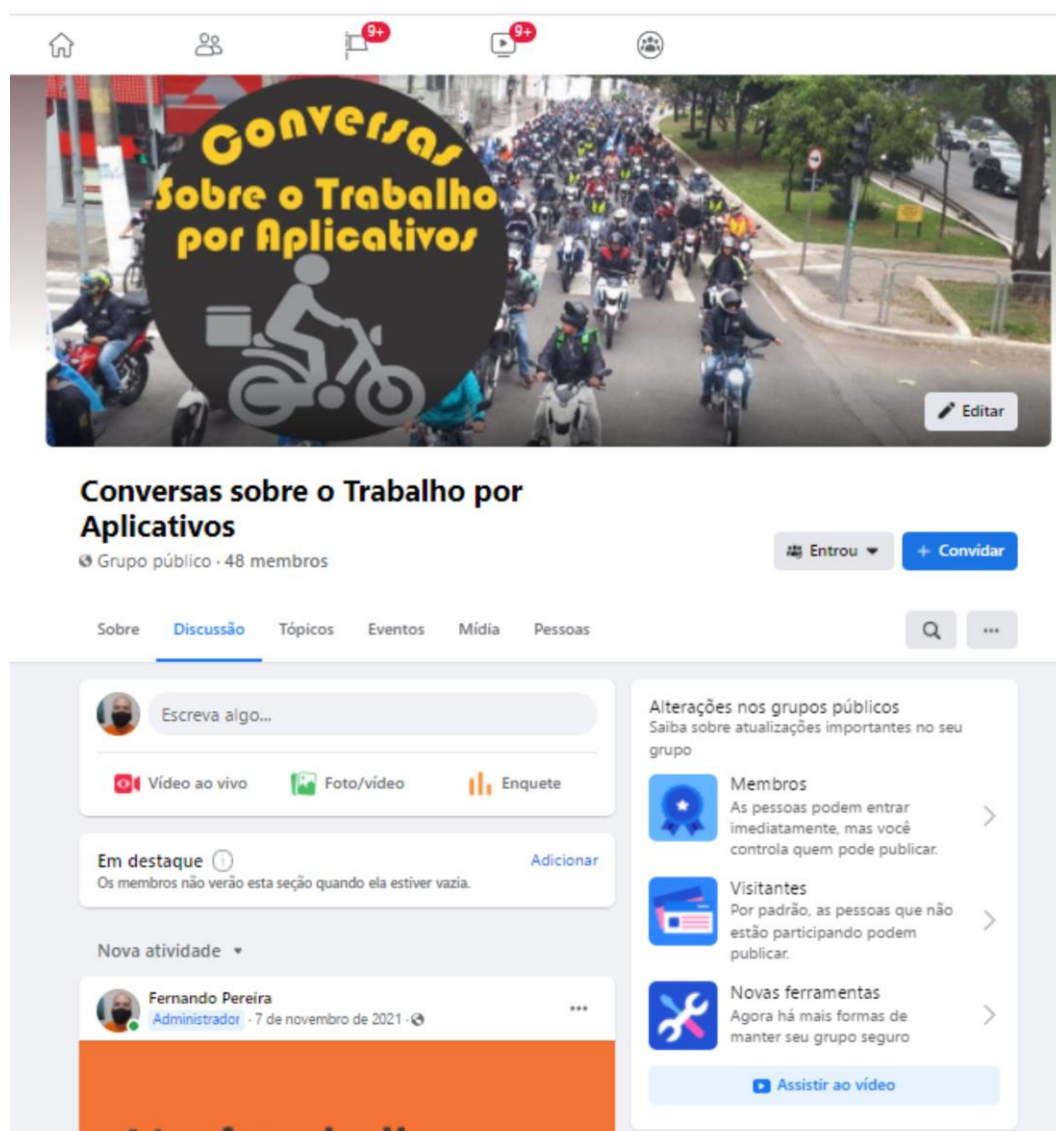 9+
9+
Conversas
Sobre o Trabalho
por Aplicativos
Editar
Conversas sobre o Trabalho por
Aplicativos
Grupo público · 48 membros
Entrou
+ Convidar
Sobre
Discussão
Tópicos
Eventos
Mídia
Pessoas
Escreva algo...
Vídeo ao vivo
Foto/vídeo
Enquete
Em destaque
Adicionar
Os membros não verão esta seção quando ela estiver vazia.
Nova atividade
Fernando Pereira
Administrador · 7 de novembro de 2021 ·
Alterações nos grupos públicos
Saiba sobre atualizações importantes no seu
grupo
Membros
As pessoas podem entrar
imediatamente, mas você
controla quem pode publicar.
Visitantes
Por padrão, as pessoas que não
estão participando podem
publicar.
Novas ferramentas
Agora há mais formas de
manter seu grupo seguro
Assistir ao vídeo